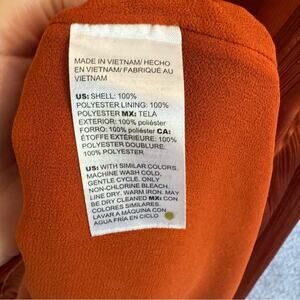 MADE IN VIETNAM/ HECHO
EN VIETNAM/ FABRIQUÉ AU
VIETNAM
US: SHELL: 100%
POLYESTER LINING: 100%
POLYESTER MX: TELA
EXTERIOR: 100% poliéster
FORRO: 100% poliéster CA:
ÉTOFFE EXTÉRIEURE: 100%
POLYESTER DOUBLURE:
100% POLYESTER
US: WITH SIMILAR COLORS.
MACHINE WASH COLD,
GENTLE CYCLE. ONLY
NON-CHLORINE BLEACH.
LINE DRY. WARM IRON. MAY
BE DRY CLEANED MX: CON
COLORES SIMILARES.
LAVAR A MÁQUINA CON
AGUA FRÍA EN CICLO